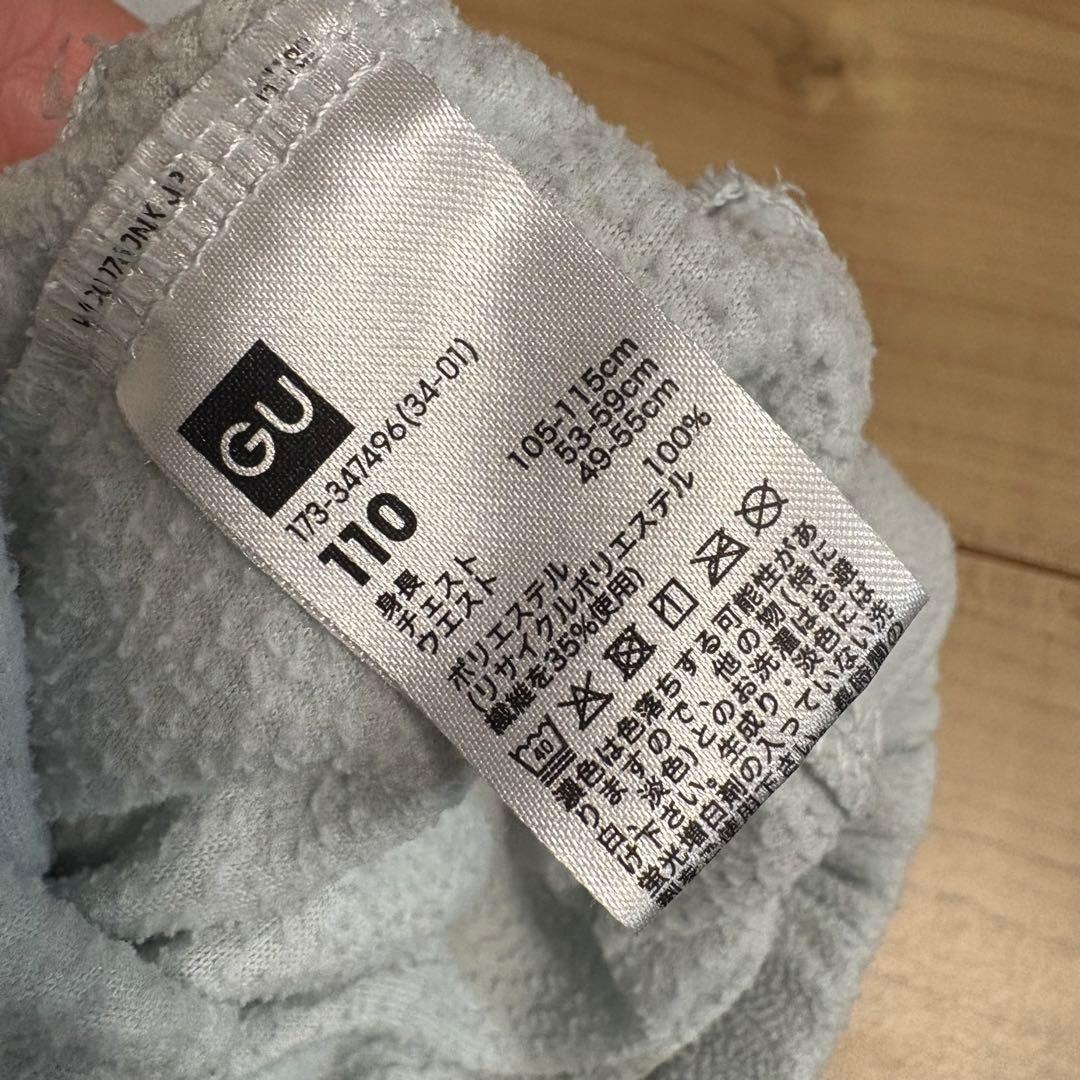 GU
173-347496(34-01)
110
身長 105-115cm
チェスト 53-59cm
ウエスト 49-55cm
ポリエステル 100%
(リサイクルポリエステル
繊維を35%使用)
40
濃色は色落ちする可能性があ
りますので、他の物(特に
白、淡色)とのお洗濯はお避
け下さい。生成り・淡色には
蛍光増白剤の入っていない洗